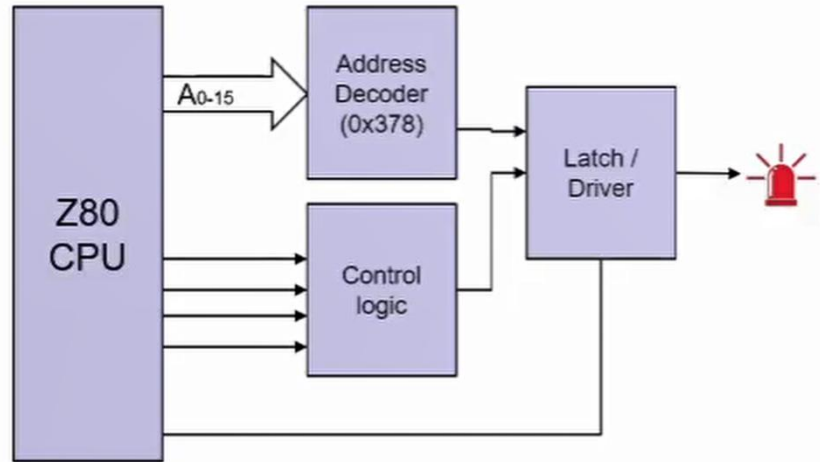 Z80
CPU
A0-15
Address
Decoder
(0x378)
Control
logic
Latch /
Driver